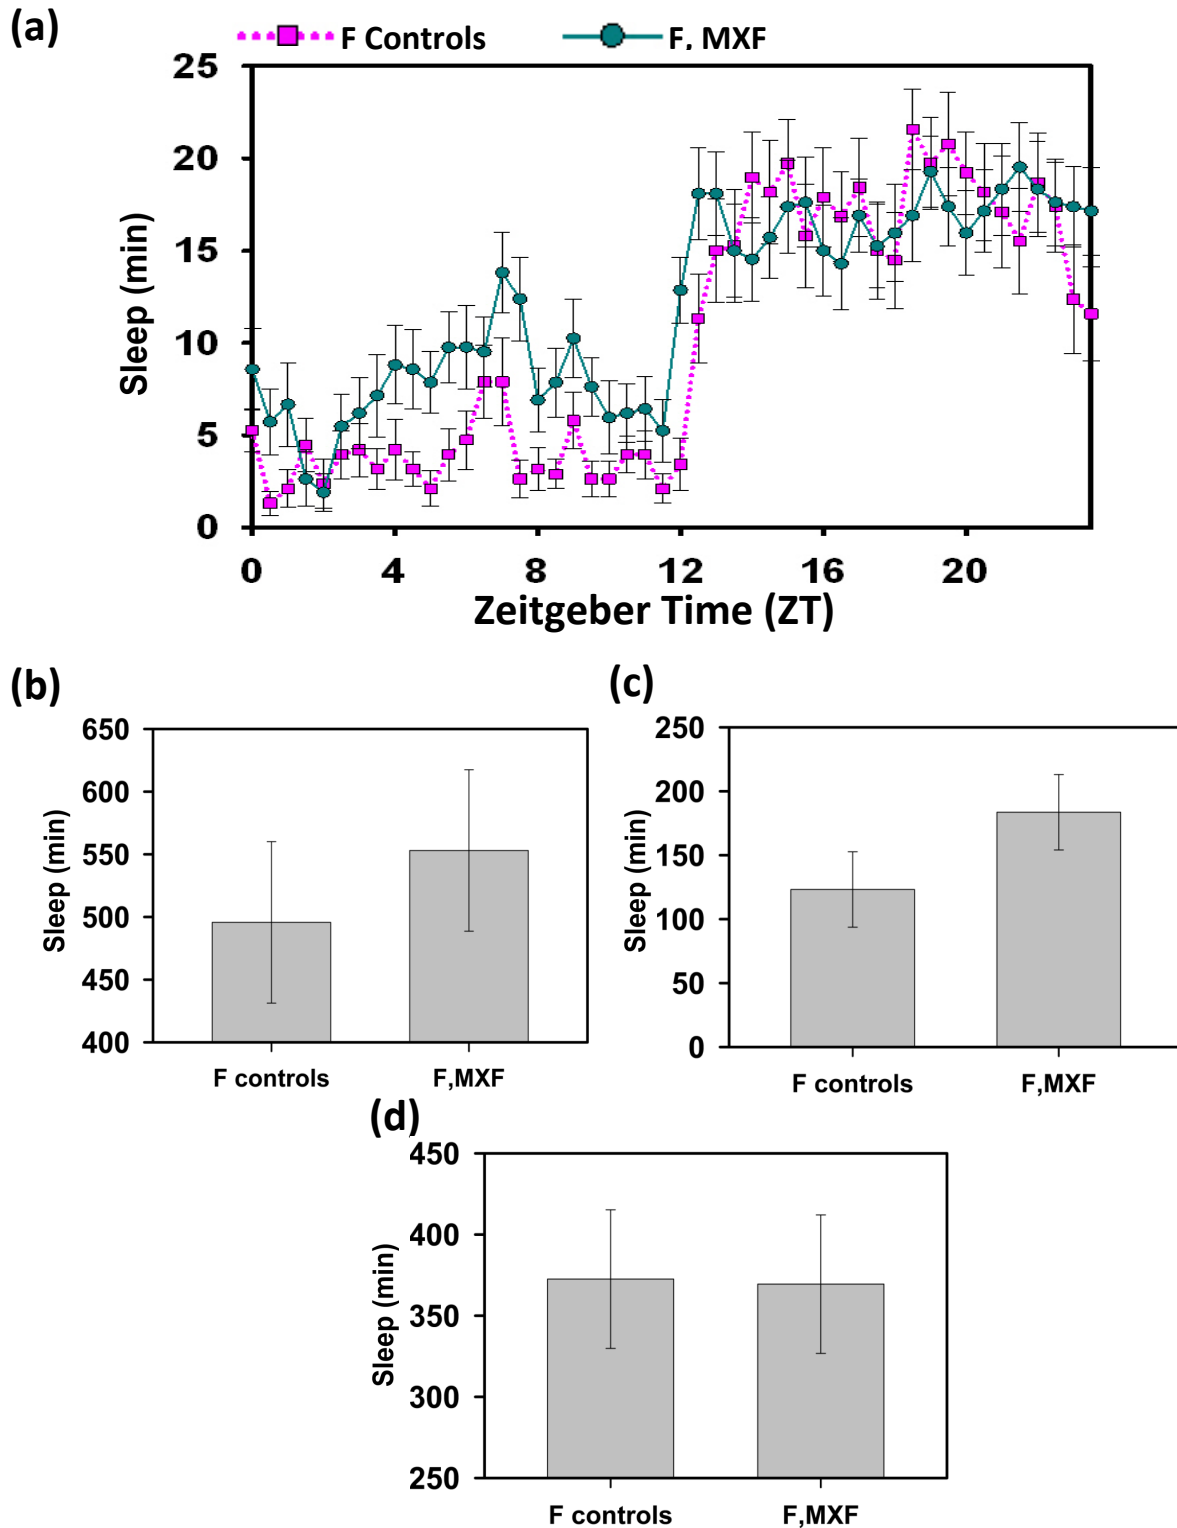 (a)
F Controls F, MXF
25
20
15
10
5
0
Sleep (min)
0 4 8 12 16 20
Zeitgeber Time (ZT)
(b)
650
600
550
500
450
400
Sleep (min)
F controls F,MXF
(c)
250
200
150
100
50
0
Sleep (min)
F controls F,MXF
(d)
450
400
350
300
250
Sleep (min)
F controls F,MXF